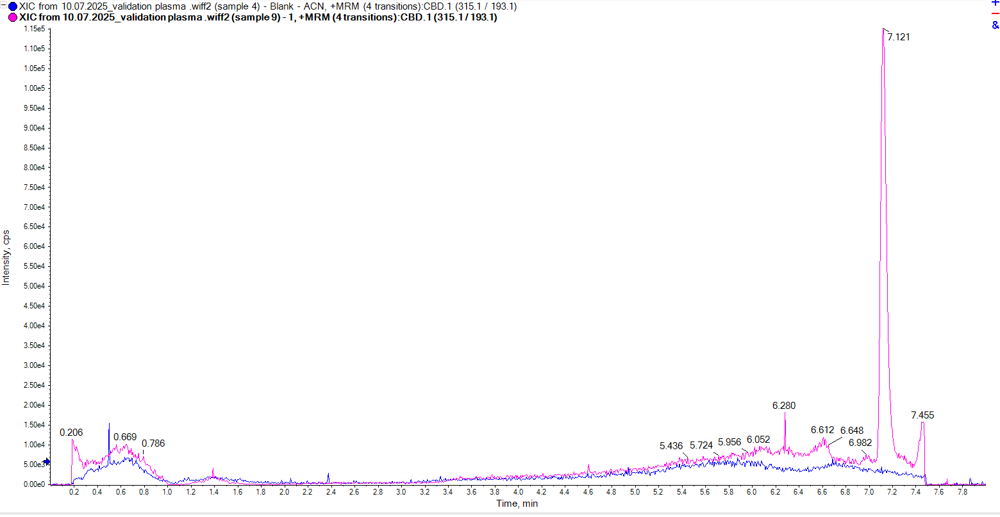 XIC from 10.07.2025_validation plasma .wiff2 (sample 4) - Blank - ACN, +MRM (4 transitions):CBD.1 (315.1 / 193.1)
XIC from 10.07.2025_validation plasma .wiff2 (sample 9) - 1, +MRM (4 transitions):CBD.1 (315.1 / 193.1)
&
1.15e5
1.10e5
1.05e5
1.00e5
9.50e4
9.00e4
8.50e4
8.00e4
7.50e4
7.00e4
6.50e4
6.00e4
5.50e4
5.00e4
4.50e4
4.00e4
3.50e4
3.00e4
2.50e4
2.00e4
1.50e4
1.00e4
5.00e3
0.00e0
Intensity, cps
7.121
0.206
0.669
0.786
5.436
5.724
5.956
6.052
6.280
6.612
6.648
6.982
7.455
0.2 0.4 0.6 0.8 1.0 1.2 1.4 1.6 1.8 2.0 2.2 2.4 2.6 2.8 3.0 3.2 3.4 3.6 3.8 4.0 4.2 4.4 4.6 4.8 5.0 5.2 5.4 5.6 5.8 6.0 6.2 6.4 6.6 6.8 7.0 7.2 7.4 7.6 7.8
Time, min